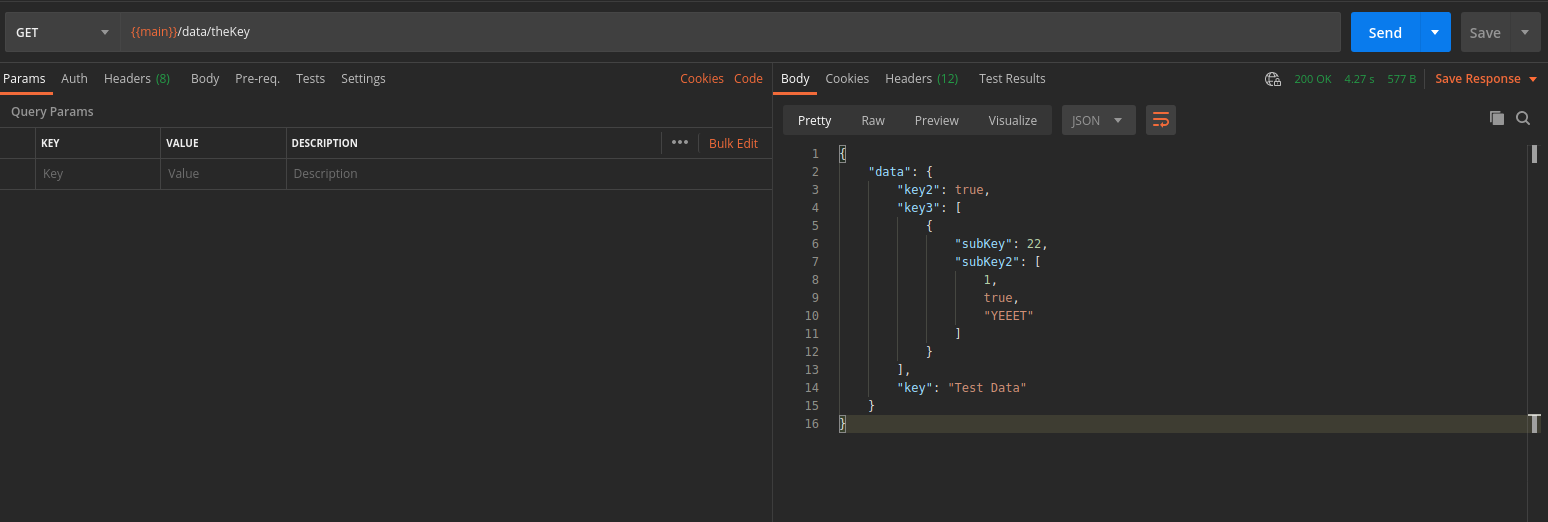 GET {{main}}/data/theKey Send Save
Params Auth Headers (8) Body Pre-req. Tests Settings Cookies Code
Query Params
KEY VALUE DESCRIPTION ••• Bulk Edit
Key Value Description
Body Cookies Headers (12) Test Results 200 OK 4.27 s 577 B Save Response
Pretty Raw Preview Visualize JSON
1 {
2 "data": {
3 "key2": true,
4 "key3": [
5 {
6 "subKey": 22,
7 "subKey2": [
8 1,
9 true,
10 "YEEET"
11 ]
12 }
13 ],
14 "key": "Test Data"
15 }
16 }